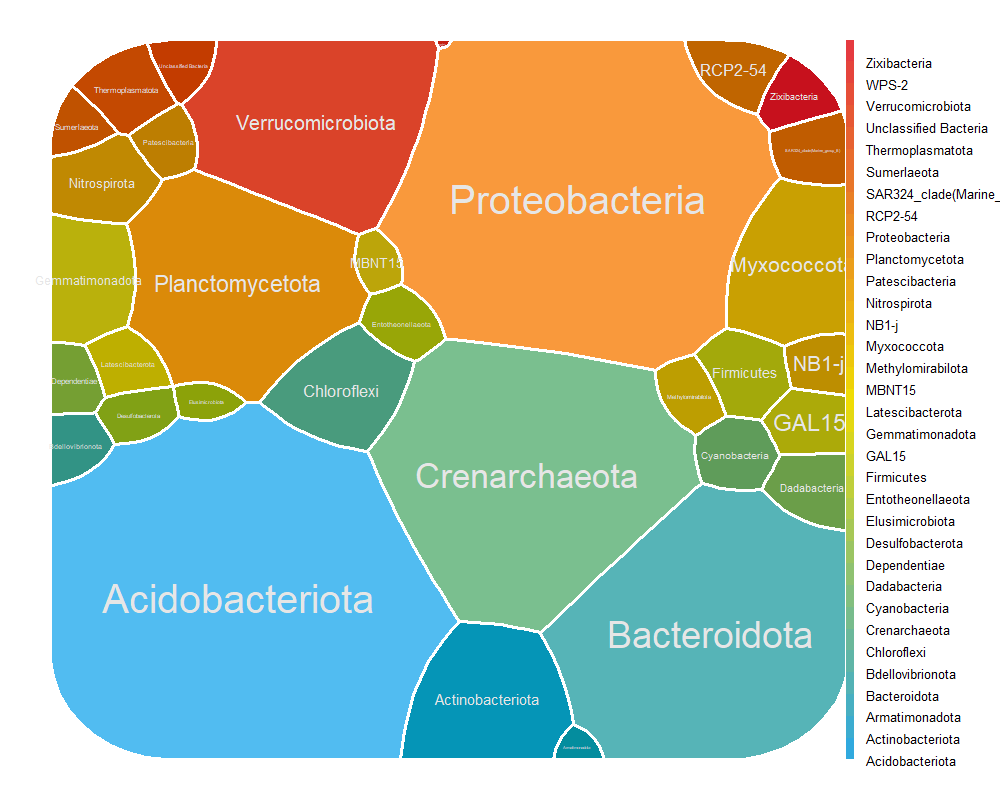 Unclassified Bacteria
RCP2-54
Thermoplasmatota
Zixibacteria
Sumerlaeota
Verrucomicrobiota
Patescibacteria
SAR324_clade(Marine_group_B)
Nitrospirota
Proteobacteria
MBNT15
Myxococcota
Gemmatimonadota
Planctomycetota
Entotheonellaeota
Latescibacterota
NB1-j
Firmicutes
Dependentiae
Chloroflexi
Methylomirabilota
Elusimicrobiota
Desulfobacterota
GAL15
Bdellovibrionota
Cyanobacteria
Crenarchaeota
Dadabacteria
Acidobacteriota
Bacteroidota
Actinobacteriota
Armatimonadota
Zixibacteria
WPS-2
Verrucomicrobiota
Unclassified Bacteria
Thermoplasmatota
Sumerlaeota
SAR324_clade(Marine_
RCP2-54
Proteobacteria
Planctomycetota
Patescibacteria
Nitrospirota
NB1-j
Myxococcota
Methylomirabilota
MBNT15
Latescibacterota
Gemmatimonadota
GAL15
Firmicutes
Entotheonellaeota
Elusimicrobiota
Desulfobacterota
Dependentiae
Dadabacteria
Cyanobacteria
Crenarchaeota
Chloroflexi
Bdellovibrionota
Bacteroidota
Armatimonadota
Actinobacteriota
Acidobacteriota